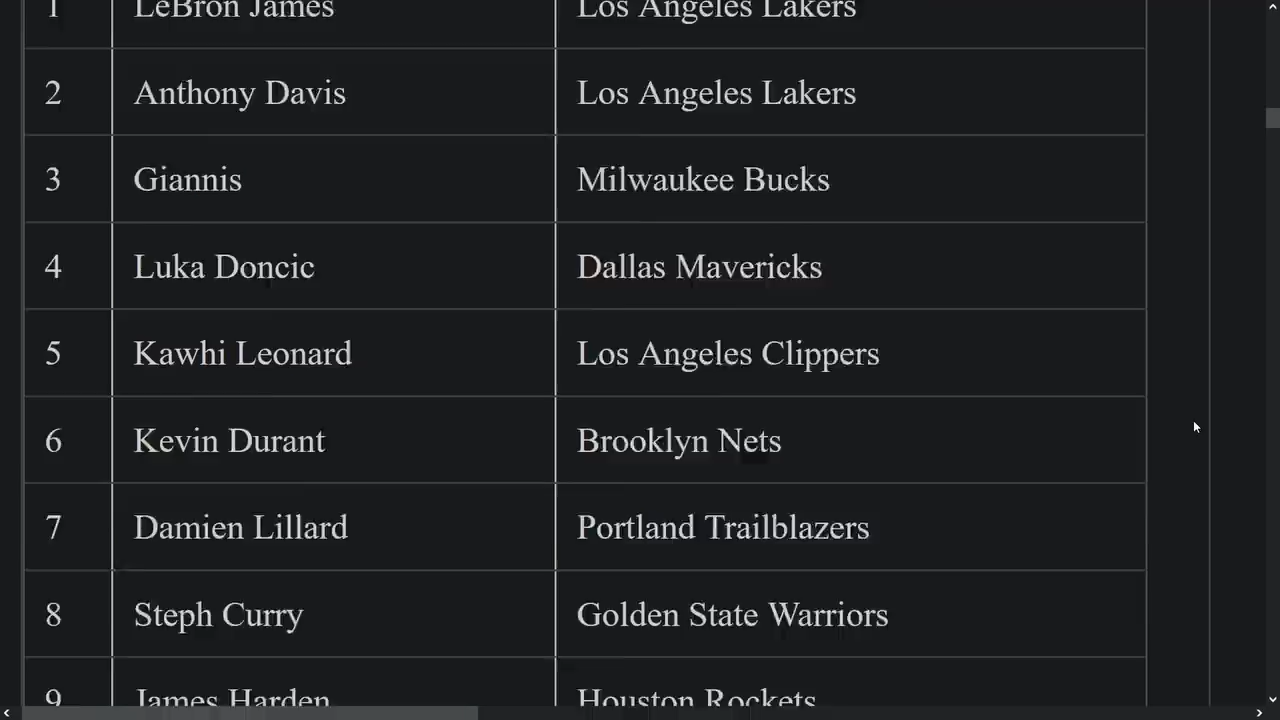 1 LeBron James Los Angeles Lakers
2 Anthony Davis Los Angeles Lakers
3 Giannis Milwaukee Bucks
4 Luka Doncic Dallas Mavericks
5 Kawhi Leonard Los Angeles Clippers
6 Kevin Durant Brooklyn Nets
7 Damien Lillard Portland Trailblazers
8 Steph Curry Golden State Warriors
9 James Harden Houston Rockets